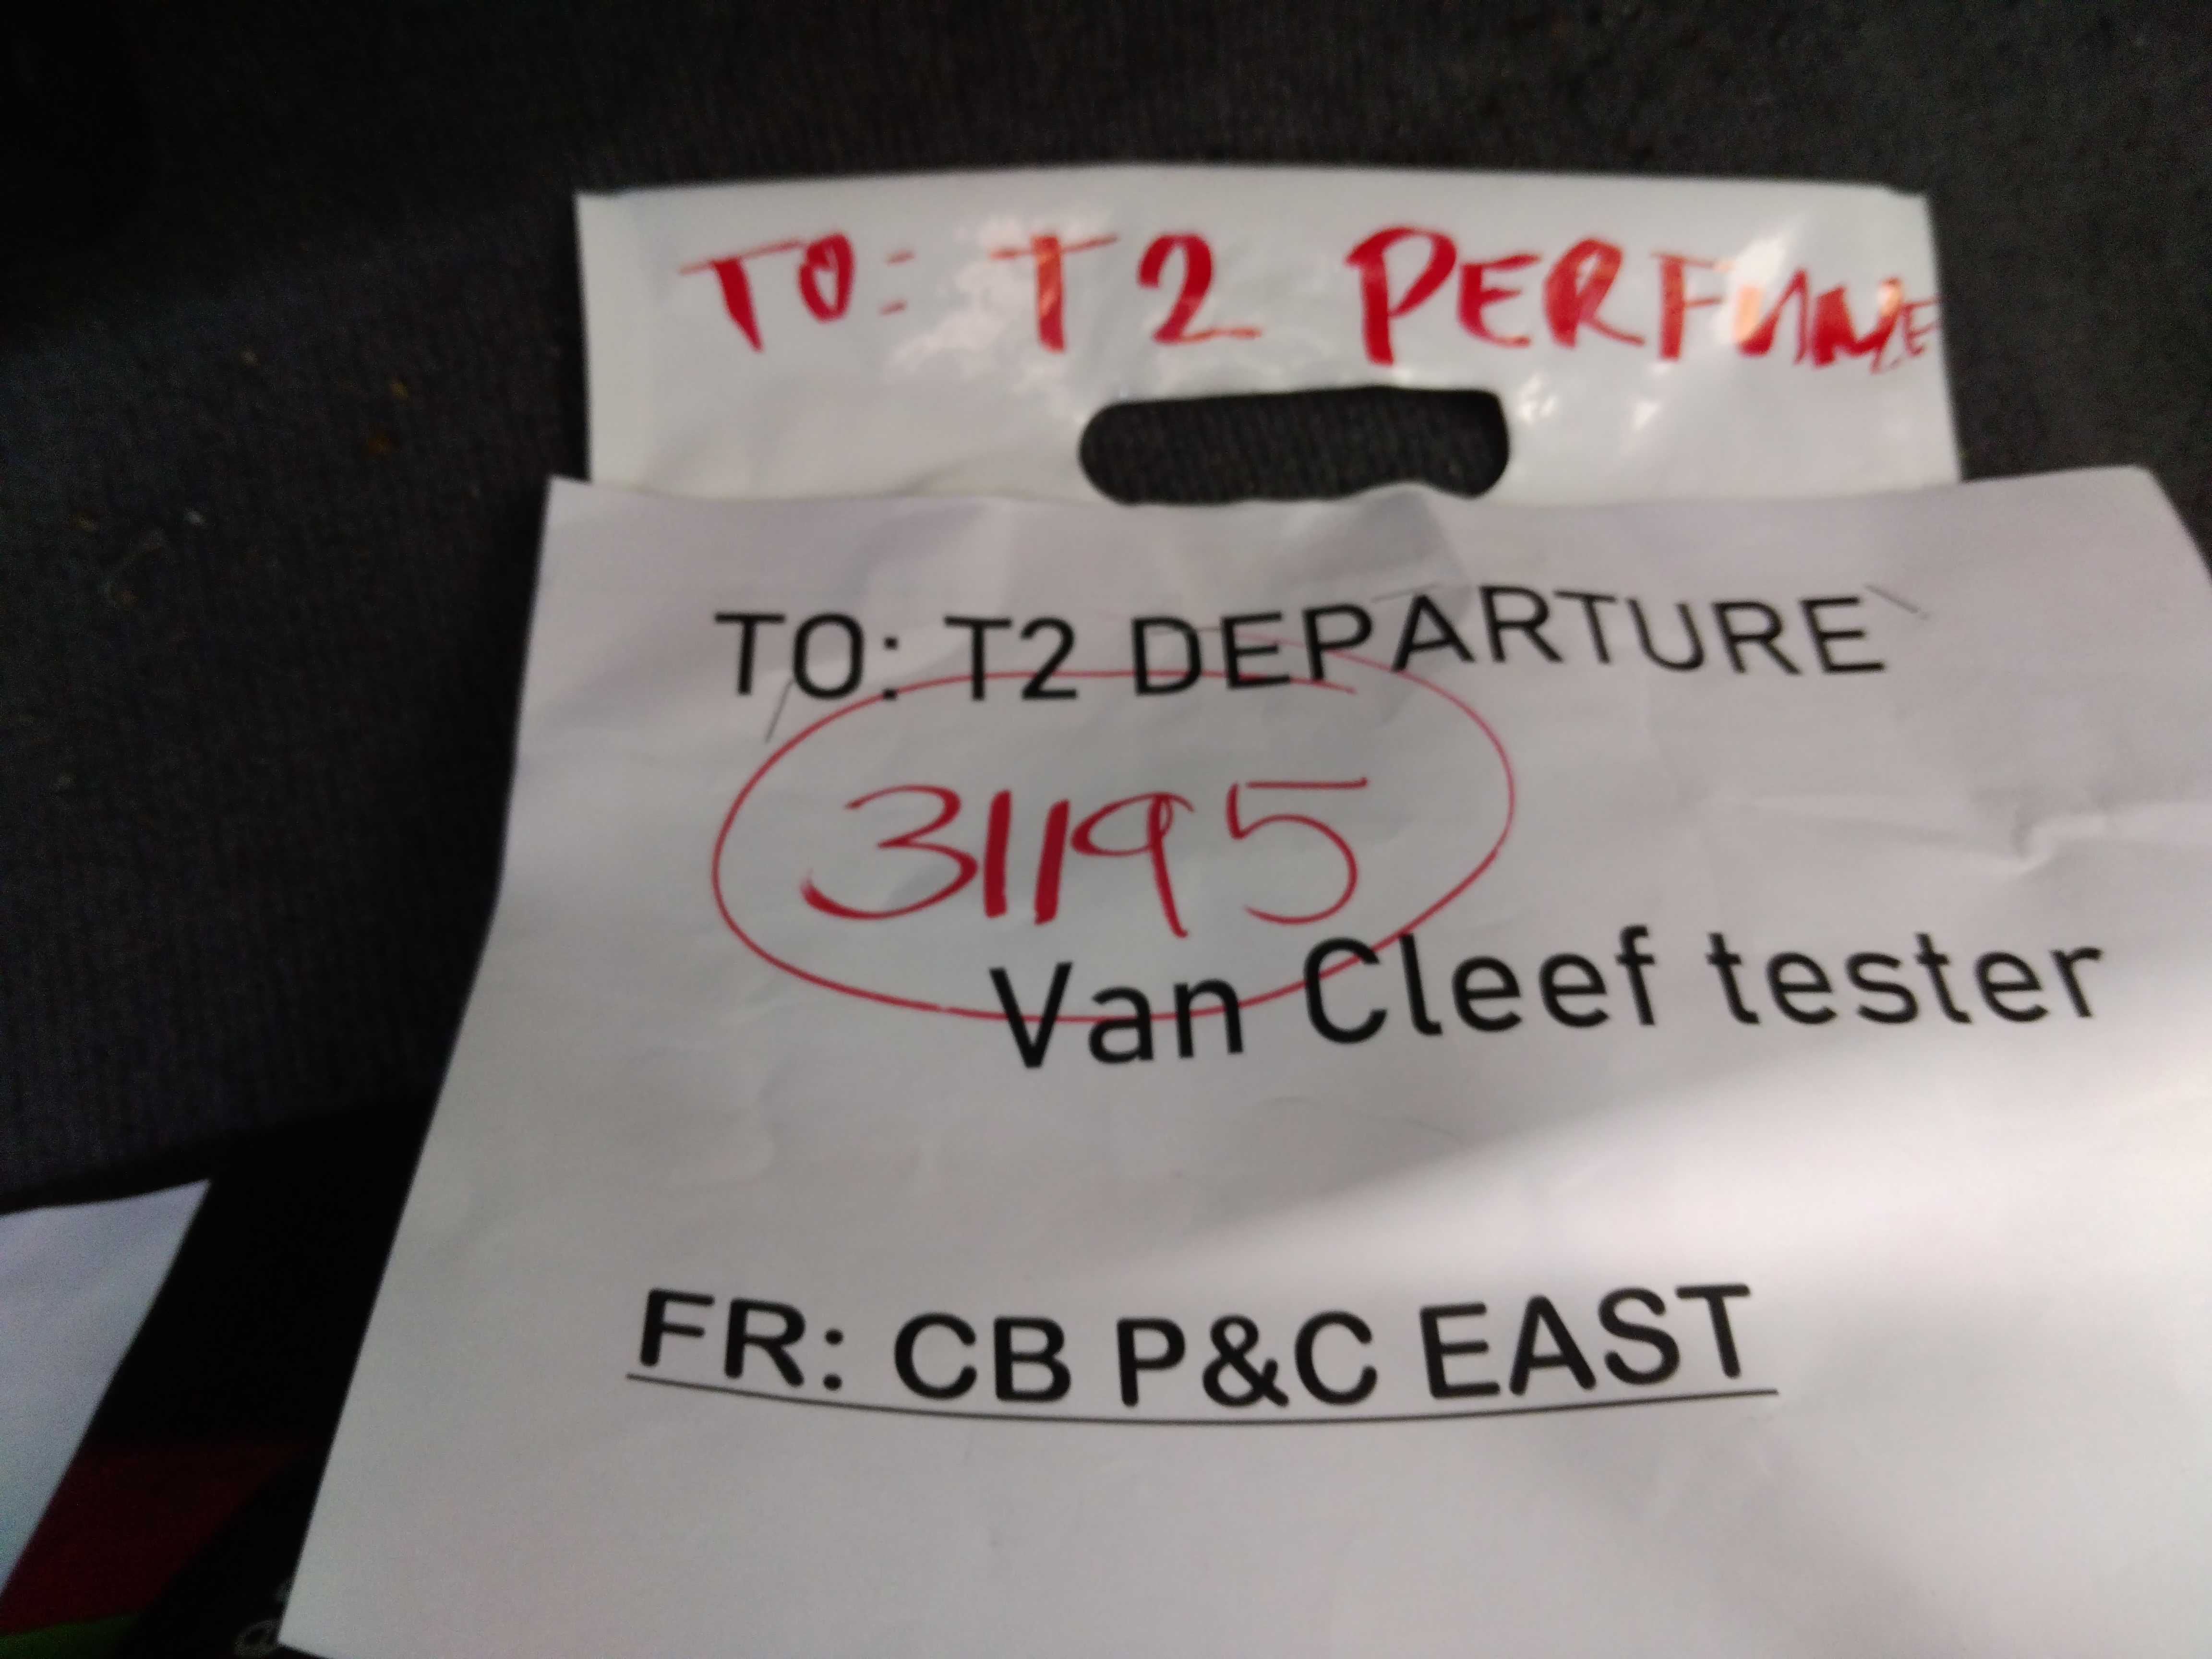 TO: T2 PERFUME
TO: T2 DEPARTURE
31195
Van Cleef tester
FR: CB P&C EAST